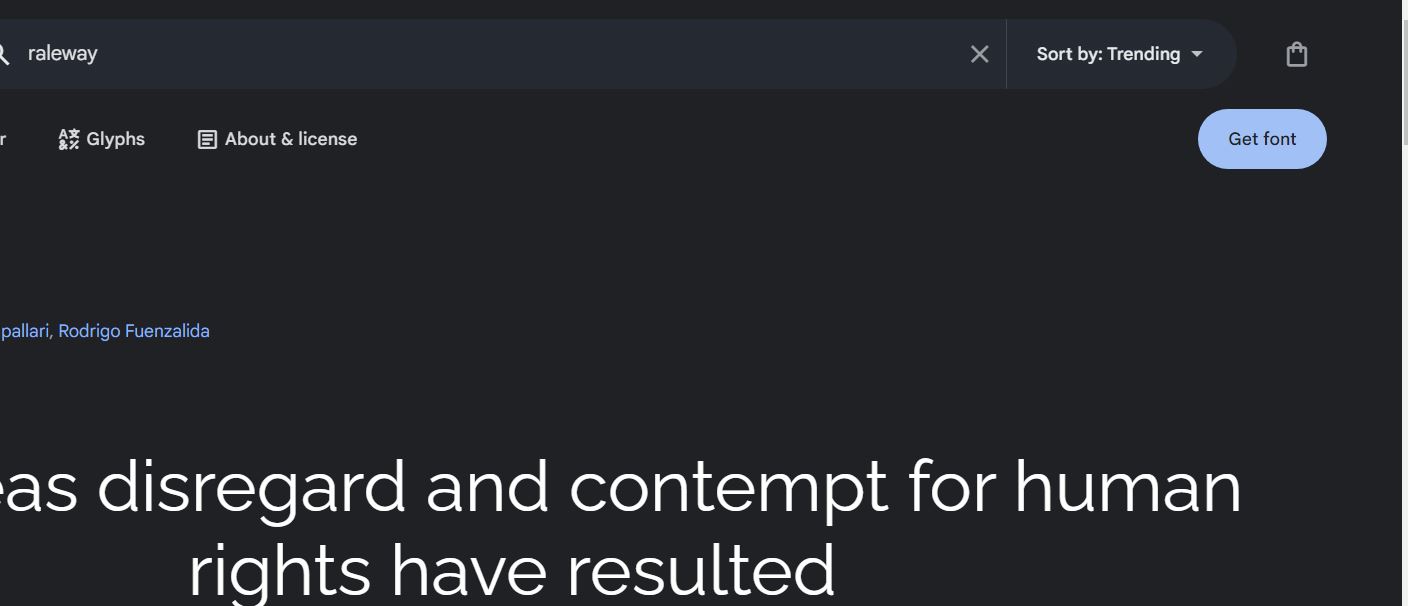 raleway
Sort by: Trending
r Glyphs About & license Get font
pallari, Rodrigo Fuenzalida
eas disregard and contempt for human
rights have resulted